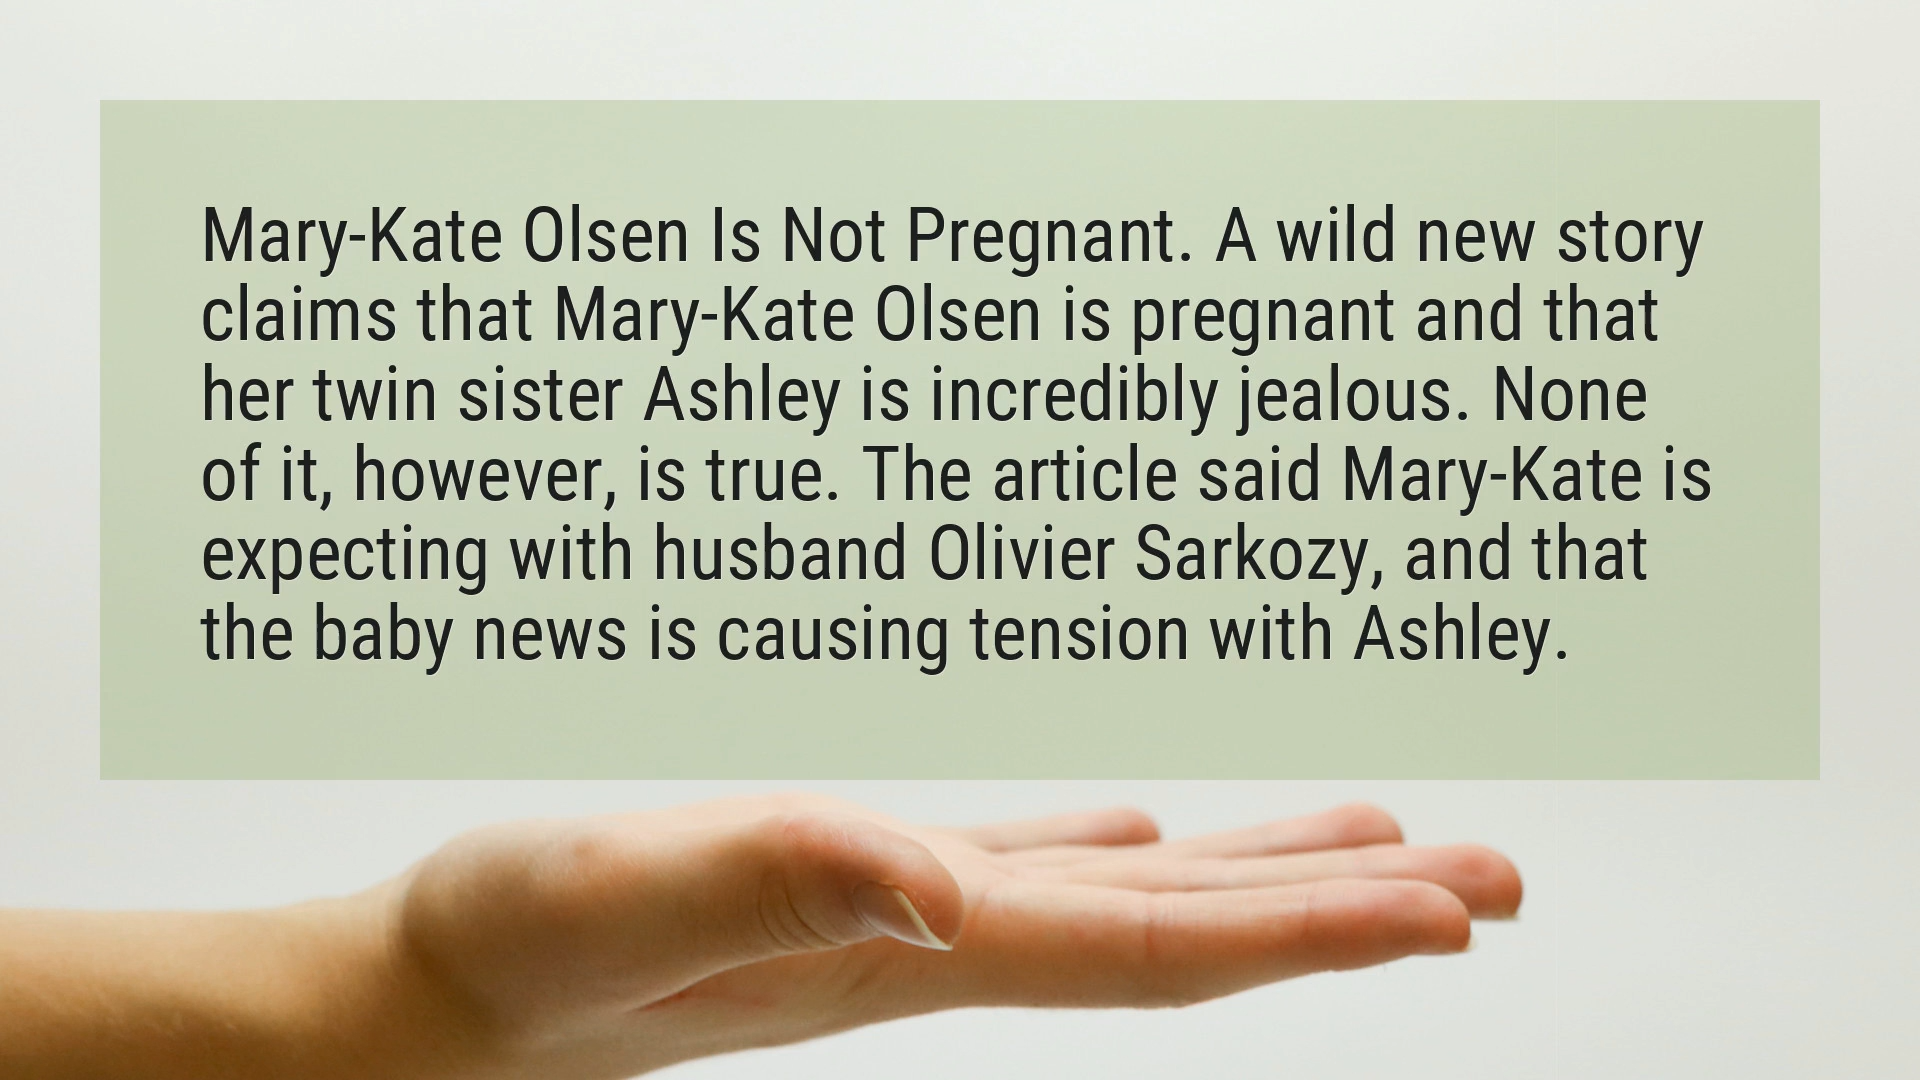 Mary-Kate Olsen Is Not Pregnant. A wild new story
claims that Mary-Kate Olsen is pregnant and that
her twin sister Ashley is incredibly jealous. None
of it, however, is true. The article said Mary-Kate is
expecting with husband Olivier Sarkozy, and that
the baby news is causing tension with Ashley.